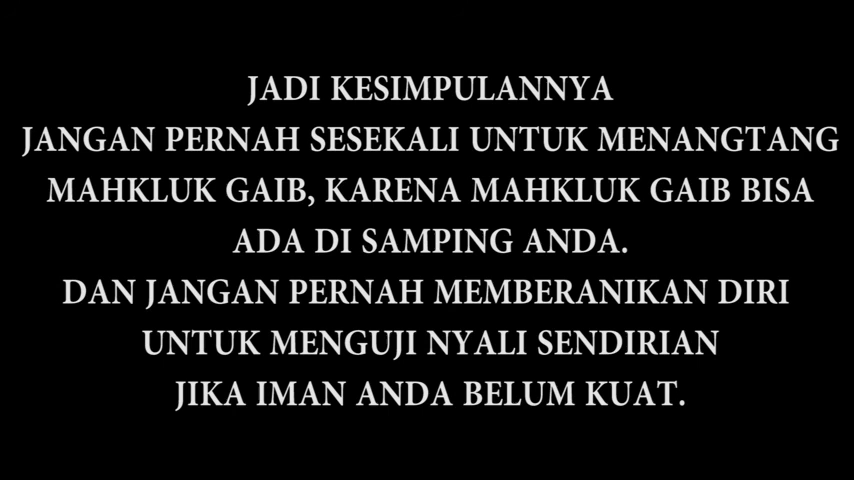 JADI KESIMPULANNYA
JANGAN PERNAH SESEKALI UNTUK MENANGTANG
MAHKLUK GAIB, KARENA MAHKLUK GAIB BISA
ADA DI SAMPING ANDA.
DAN JANGAN PERNAH MEMBERANIKAN DIRI
UNTUK MENGUJI NYALI SENDIRIAN
JIKA IMAN ANDA BELUM KUAT.